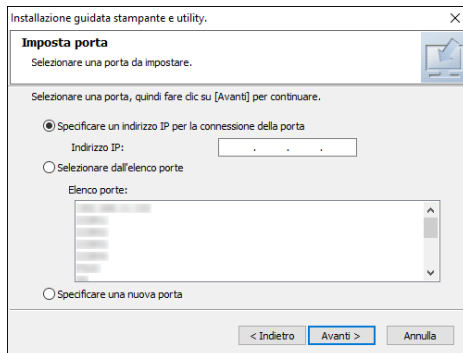 Installazione guidata stampante e utility.
Imposta porta
Selezionare una porta da impostare.
Selezionare una porta, quindi fare clic su [Avanti] per continuare.
Specificare un indirizzo IP per la connessione della porta
Indirizzo IP:
. . .
Selezionare dall'elenco porte
Elenco porte:
Specificare una nuova porta
< Indietro Avanti > Annulla